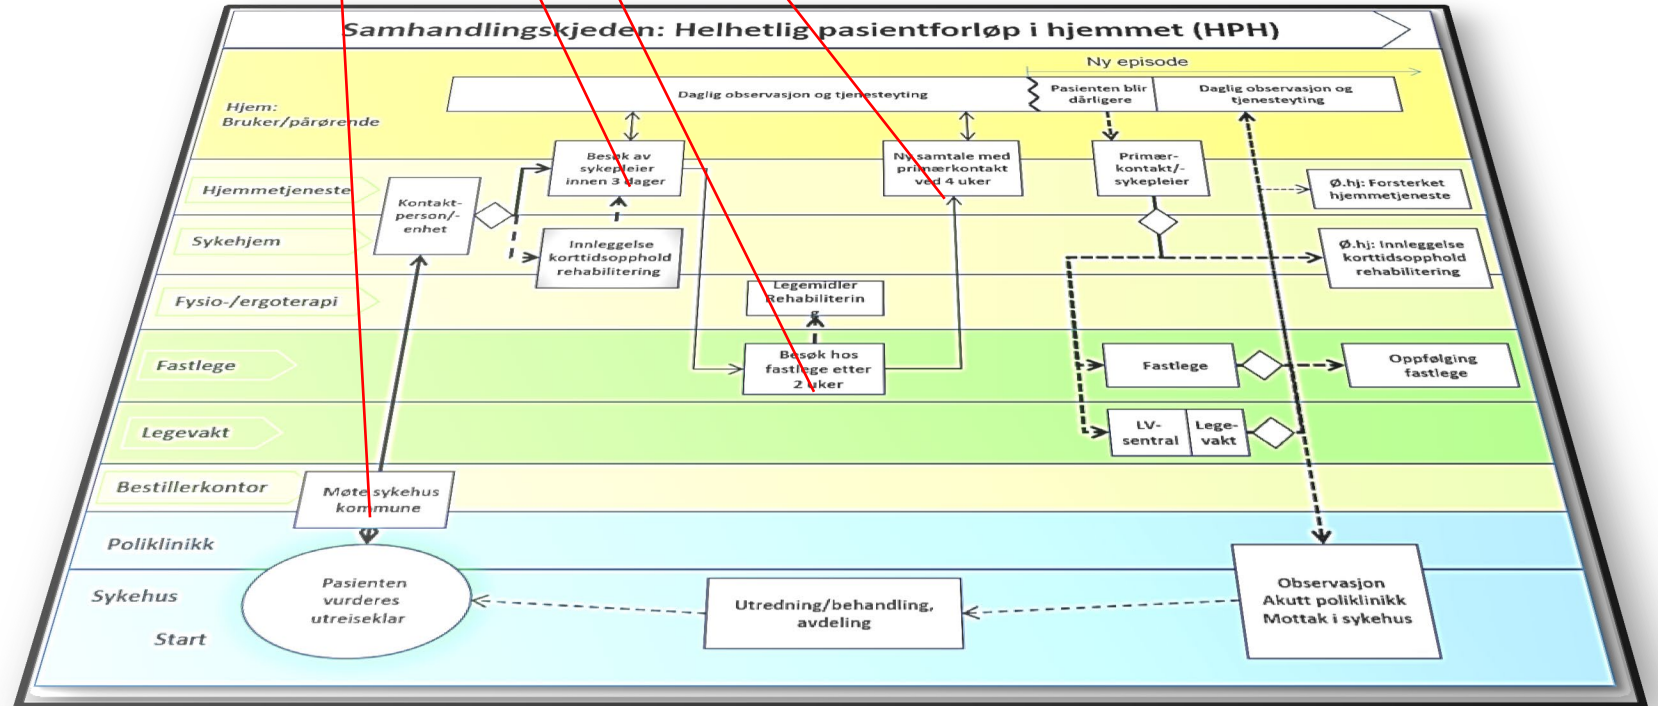 Samhandlingskjeden: Helhetlig pasientforløp i hjemmet (HPH)
Ny episode
Hjem:
Bruker/pårørende
Daglig observasjon og tjenesteyting
Pasienten blir
dårligere
Daglig observasjon og
tjenesteyting
Hjemmetjeneste
Besøk av
sykepleier
innen 3 dager
Ny samtale med
primærkontakt
ved 4 uker
Primær-
kontakt/-
sykepleier
Ø.hj: Forsterket
hjemmetjeneste
Kontakt-
person/-
enhet
Sykehjem
Innleggelse
korttidsopphold
rehabilitering
Ø.hj: Innleggelse
korttidsopphold
rehabilitering
Fysio-/ergoterapi
Legemidler
Rehabiliterin
g
Fastlege
Besøk hos
fastlege etter
2 uker
Fastlege
Oppfølging
fastlege
Legevakt
LV-
sentral
Lege-
vakt
Bestillerkontor
Møte sykehus
kommune
Poliklinikk
Sykehus
Start
Pasienten
vurderes
utreiseklar
Utredning/behandling,
avdeling
Observasjon
Akutt poliklinikk
Mottak i sykehus